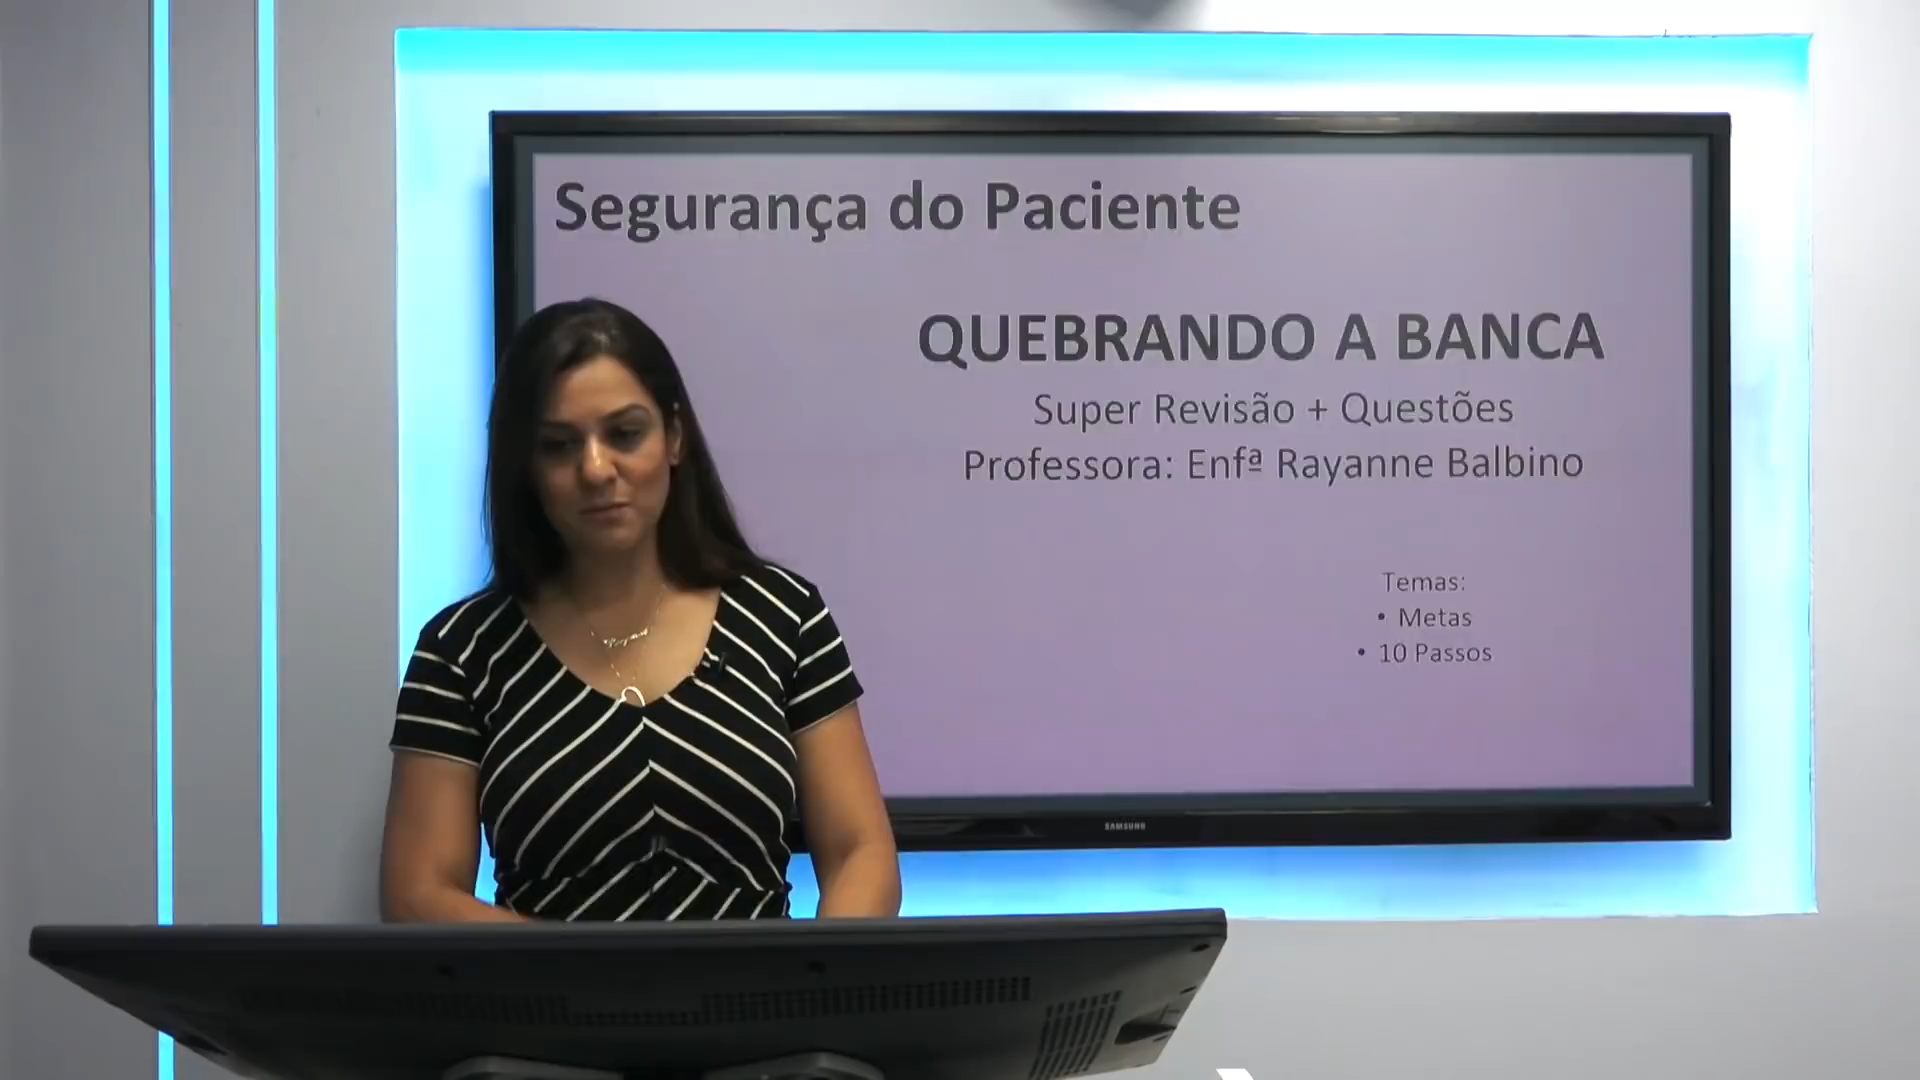 Segurança do Paciente
QUEBRANDO A BANCA
Super Revisão + Questões
Professora: Enfª Rayanne Balbino
Temas:
• Metas
• 10 Passos
SAMSUNG